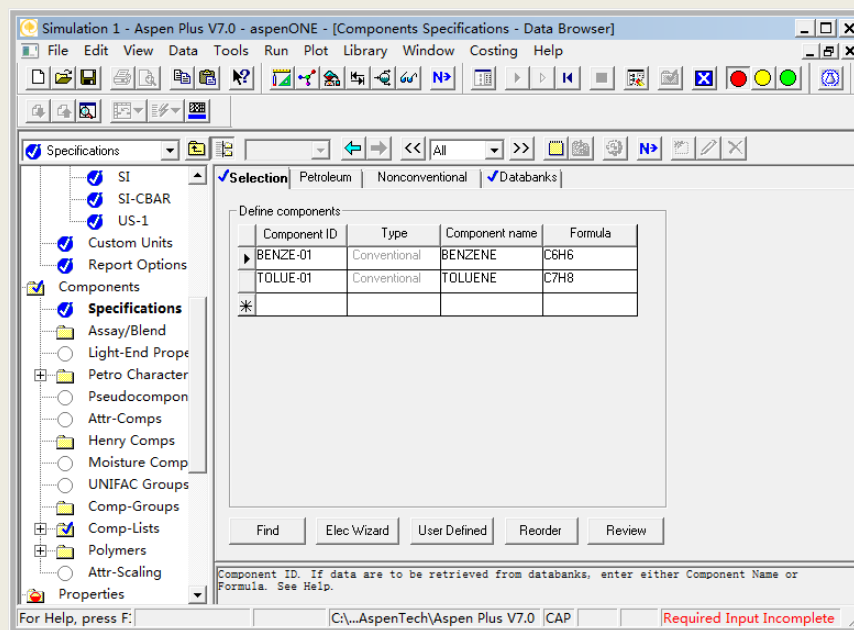 Simulation 1 - Aspen Plus V7.0 - aspenONE - [Components Specifications - Data Browser]
File Edit View Data Tools Run Plot Library Window Costing Help
N>
Specifications << All >> N>
SI
SI-CBAR
US-1
Custom Units
Report Options
Components
Specifications
Assay/Blend
Light-End Prope
Petro Character
Pseudocompon
Attr-Comps
Henry Comps
Moisture Comp
UNIFAC Groups
Comp-Groups
Comp-Lists
Polymers
Attr-Scaling
Properties
Selection Petroleum Nonconventional Databanks
Define components
Component ID Type Component name Formula
BENZE-01 Conventional BENZENE C6H6
TOLUE-01 Conventional TOLUENE C7H8
Find Elec Wizard User Defined Reorder Review
Component ID. If data are to be retrieved from databanks, enter either Component Name or
Formula. See Help.
For Help, press F: C:\...AspenTech\Aspen Plus V7.0 CAP Required Input Incomplete